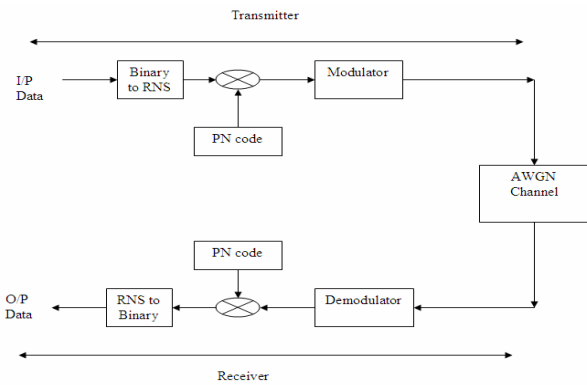 Transmitter
I/P
Data
Binary
to RNS
Modulator
PN code
AWGN
Channel
PN code
O/P
Data
RNS to
Binary
Demodulator
Receiver